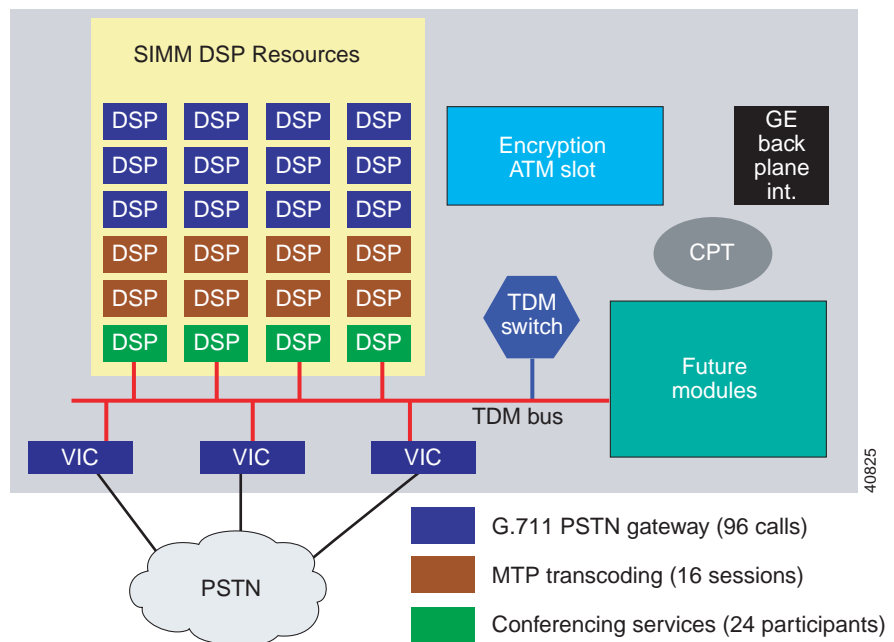 SIMM DSP Resources
DSP DSP DSP DSP
DSP DSP DSP DSP
DSP DSP DSP DSP
DSP DSP DSP DSP
DSP DSP DSP DSP
DSP DSP DSP DSP
Encryption
ATM slot
GE
back
plane
int.
CPT
TDM
switch
Future
modules
TDM bus
VIC VIC VIC
PSTN
40825
G.711 PSTN gateway (96 calls)
MTP transcoding (16 sessions)
Conferencing services (24 participants)